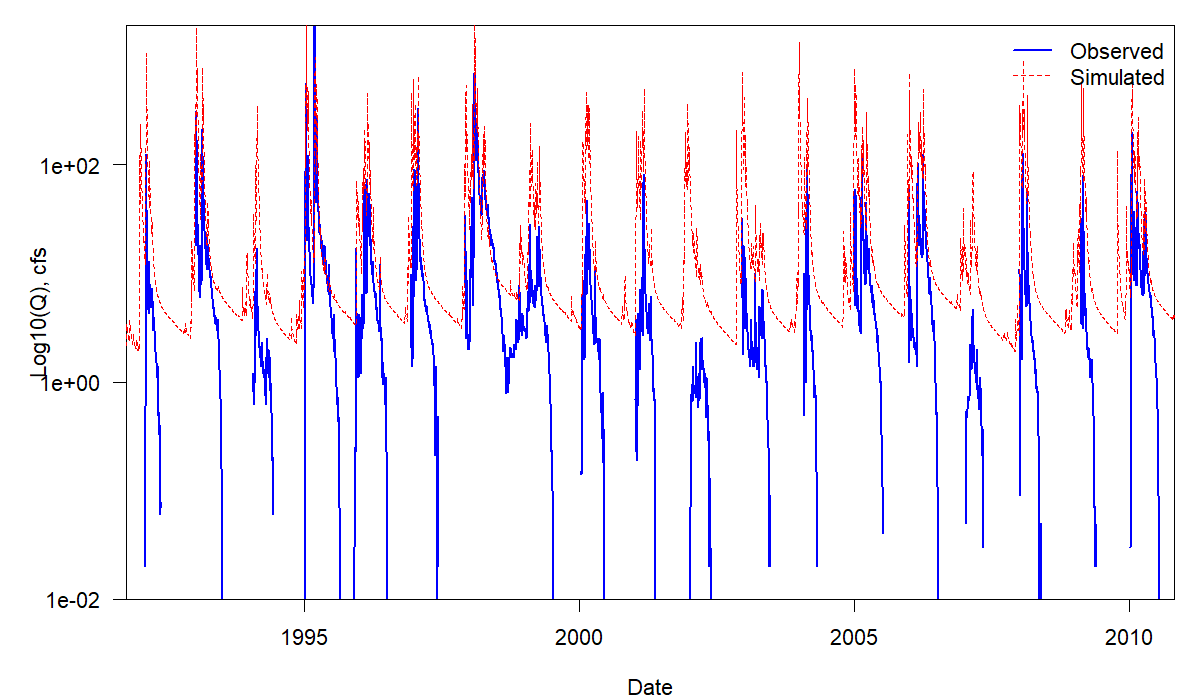 Observed
Simulated
1e+02
1e+00
1e-02
Log10(Q), cfs
1995
2000
2005
2010
Date